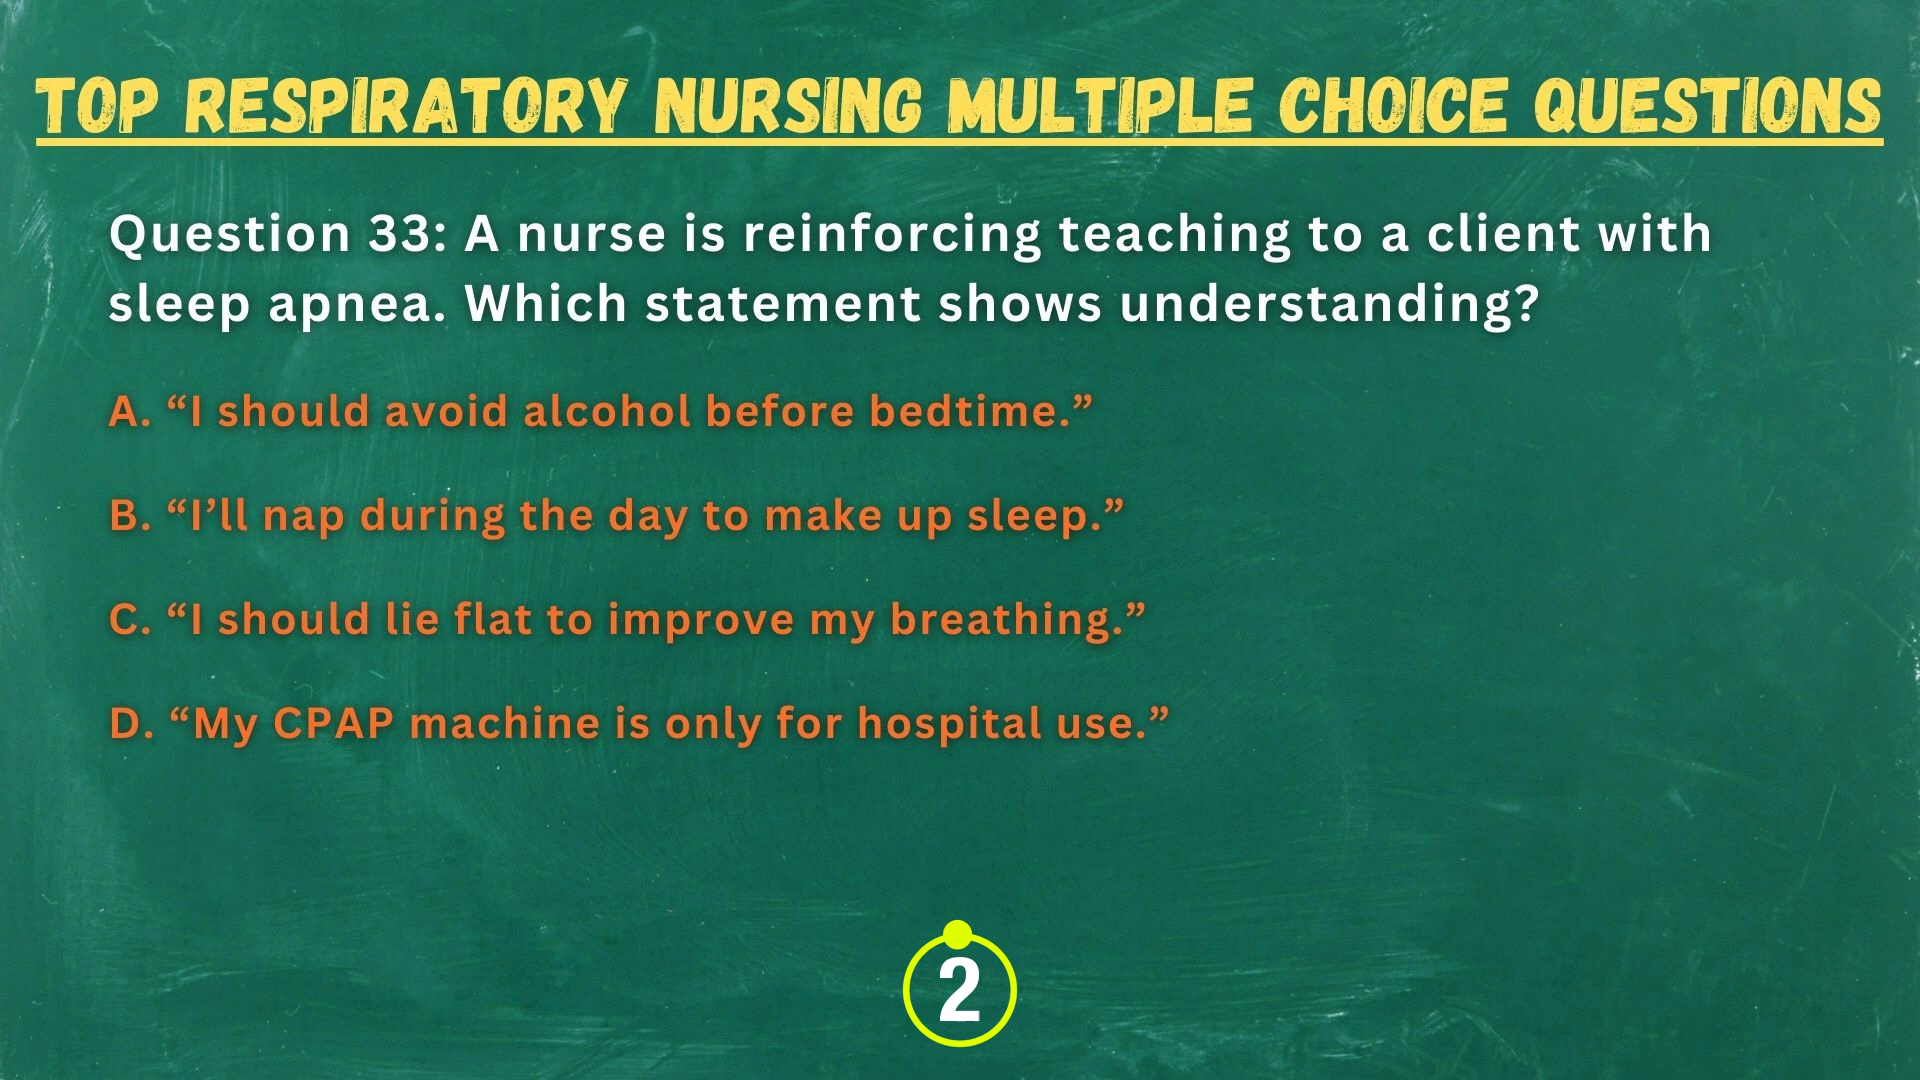 TOP RESPIRATORY NURSING MULTIPLE CHOICE QUESTIONS
Question 33: A nurse is reinforcing teaching to a client with
sleep apnea. Which statement shows understanding?
A. “I should avoid alcohol before bedtime.”
B. “I’ll nap during the day to make up sleep.”
C. “I should lie flat to improve my breathing.”
D. “My CPAP machine is only for hospital use.”
2